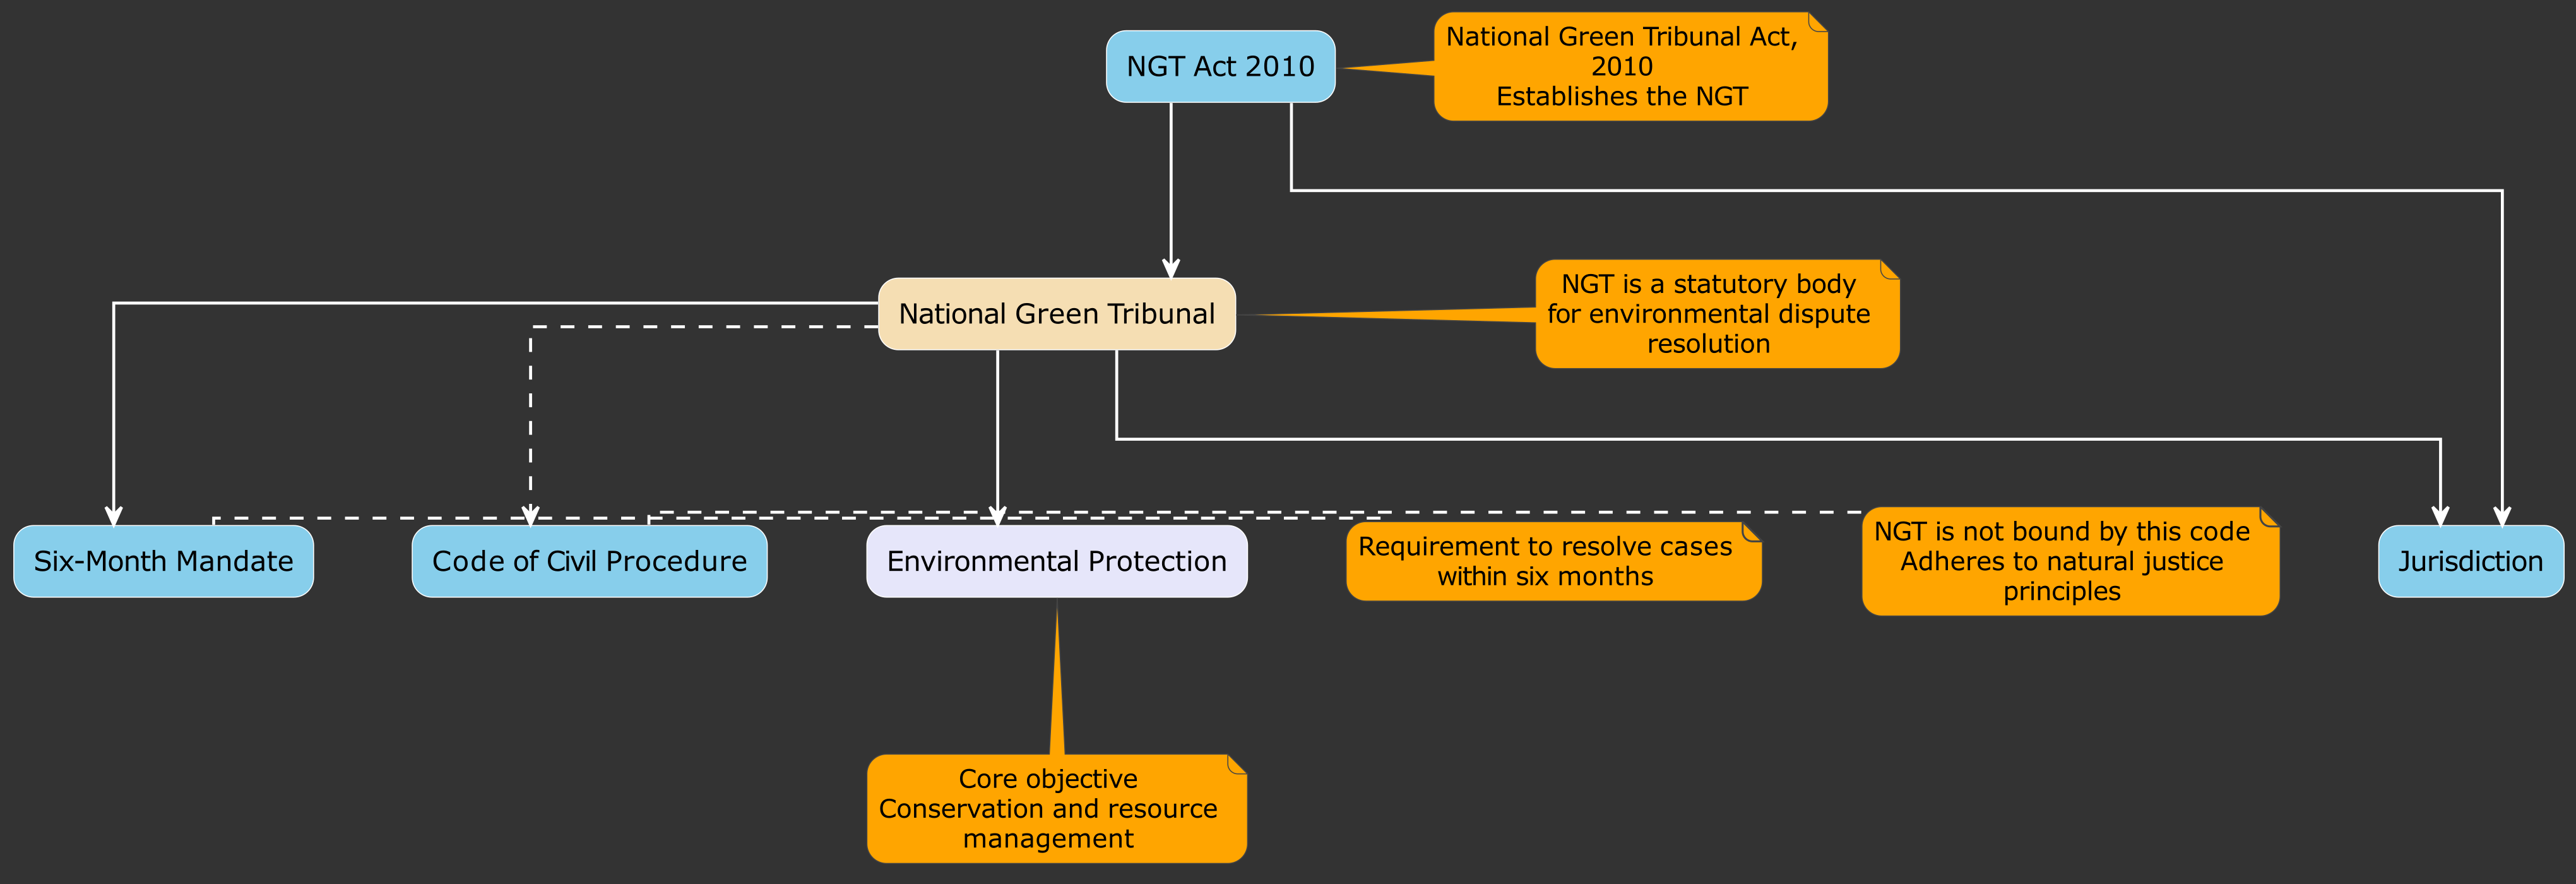 NGT Act 2010
National Green Tribunal Act,
2010
Establishes the NGT
National Green Tribunal
NGT is a statutory body
for environmental dispute
resolution
Six-Month Mandate
Code of Civil Procedure
Environmental Protection
Requirement to resolve cases
within six months
NGT is not bound by this code
Adheres to natural justice
principles
Jurisdiction
Core objective
Conservation and resource
management